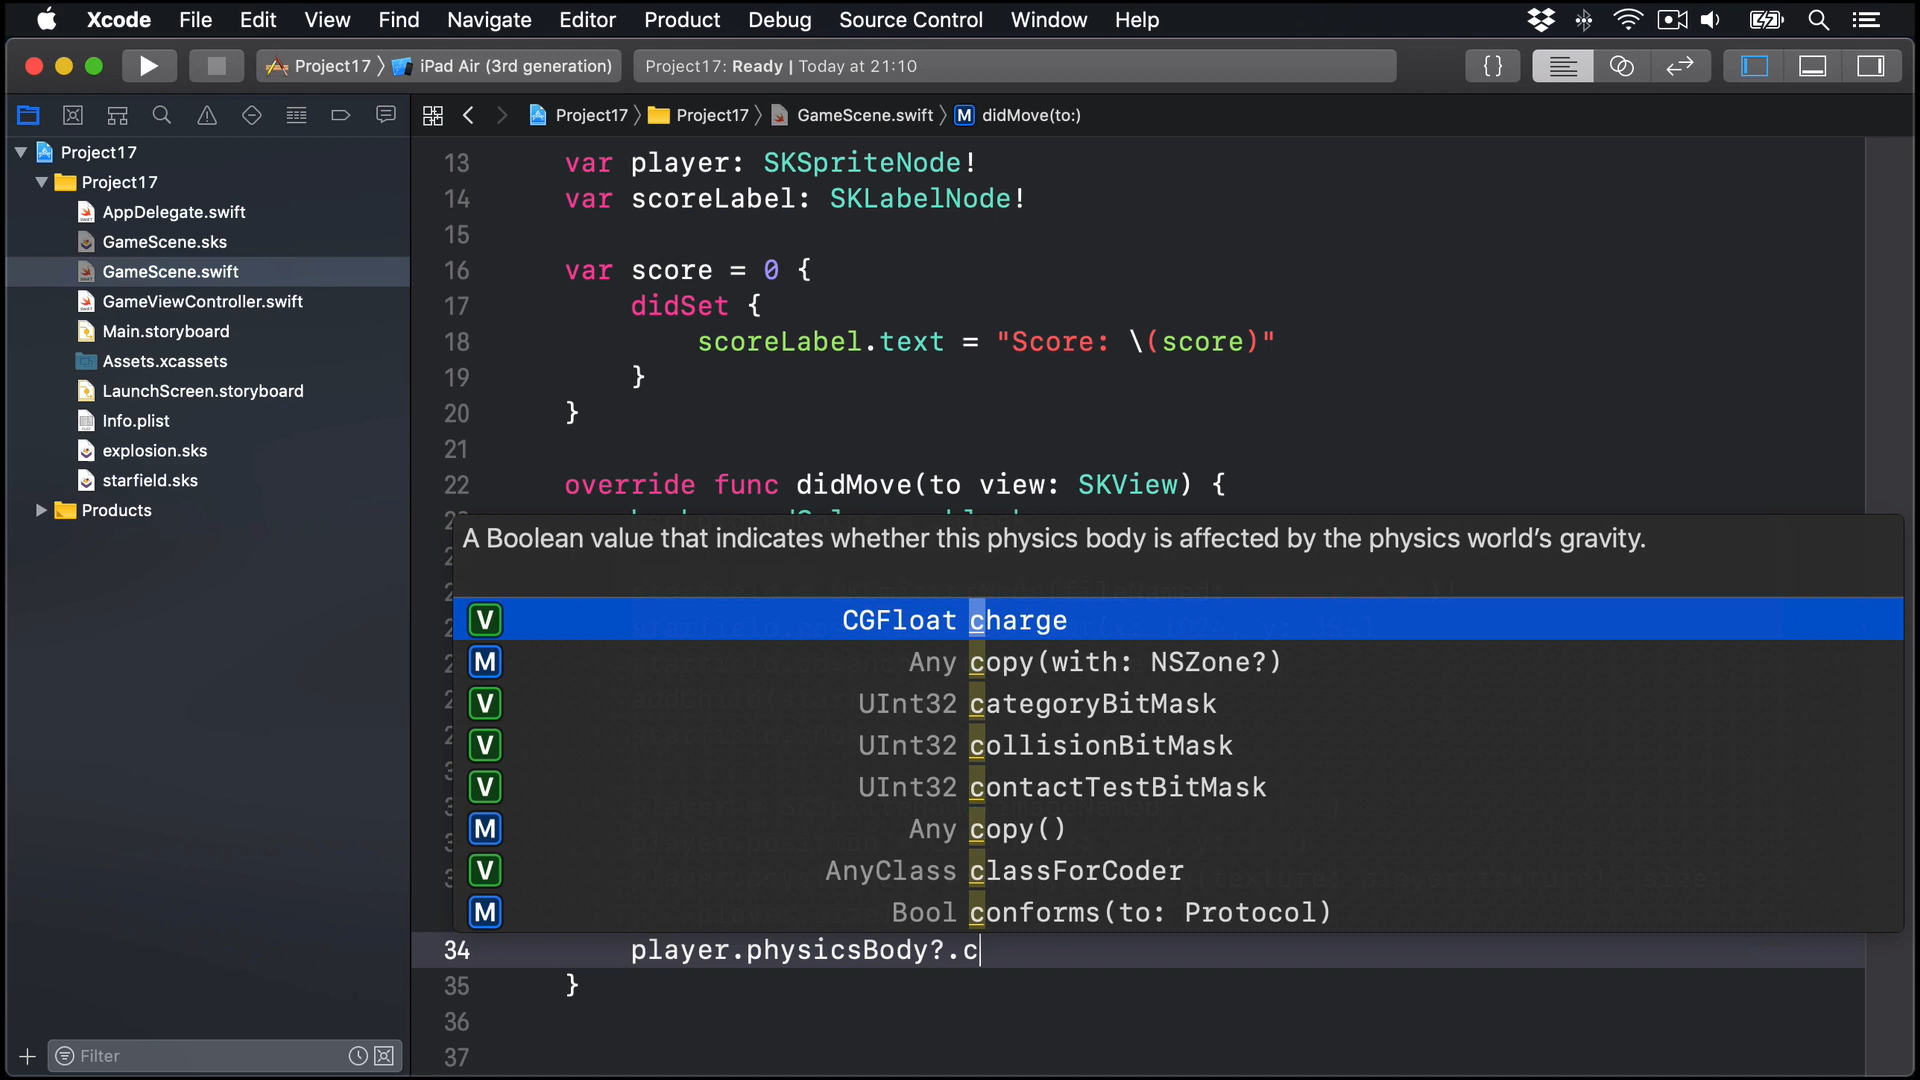 Xcode File Edit View Find Navigate Editor Product Debug Source Control Window Help
Project17 〉 iPad Air (3rd generation)
Project17: Ready | Today at 21:10
{ }
Project17 〉 Project17 〉 GameScene.swift 〉 M didMove(to:)
Project17
Project17
AppDelegate.swift
GameScene.sks
GameScene.swift
GameViewController.swift
Main.storyboard
Assets.xcassets
LaunchScreen.storyboard
Info.plist
explosion.sks
starfield.sks
Products
Filter
13 var player: SKSpriteNode!
14 var scoreLabel: SKLabelNode!
15
16 var score = 0 {
17 didSet {
18 scoreLabel.text = "Score: \(score)"
19 }
20 }
21
22 override func didMove(to view: SKView) {
A Boolean value that indicates whether this physics body is affected by the physics world's gravity.
V CGFloat charge
M Any copy(with: NSZone?)
V UInt32 categoryBitMask
V UInt32 collisionBitMask
V UInt32 contactTestBitMask
M Any copy()
V AnyClass classForCoder
M Bool conforms(to: Protocol)
34 player.physicsBody?.c
35 }
36
37